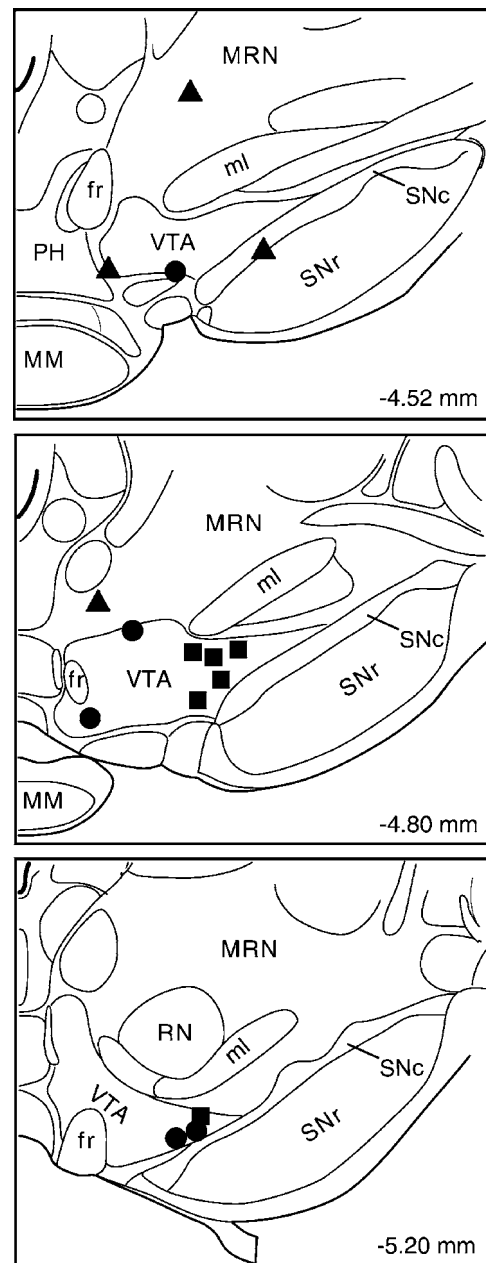 MRN
ml
fr
SNc
VTA
PH
SNr
MM
-4.52 mm
MRN
ml
SNc
fr
VTA
SNr
MM
-4.80 mm
MRN
RN
ml
SNc
VTA
SNr
fr
-5.20 mm